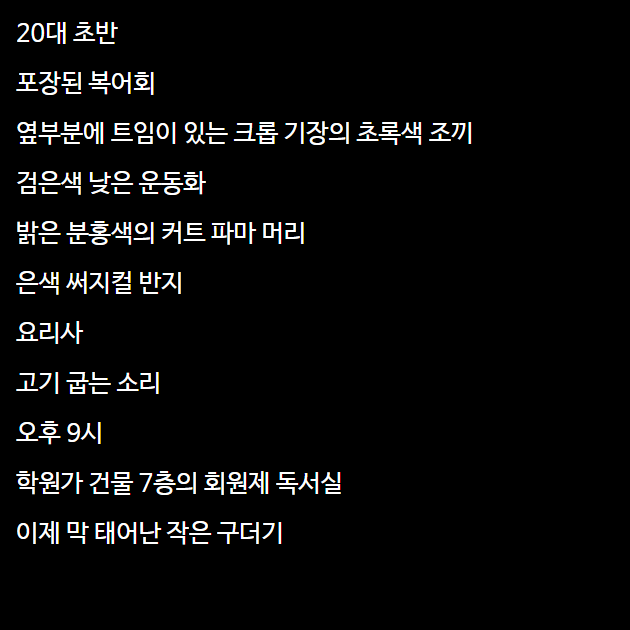 20대 초반
포장된 복어회
옆부분에 트임이 있는 크롭 기장의 초록색 조끼
검은색 낮은 운동화
밝은 분홍색의 커트 파마 머리
은색 써지컬 반지
요리사
고기 굽는 소리
오후 9시
학원가 건물 7층의 회원제 독서실
이제 막 태어난 작은 구더기